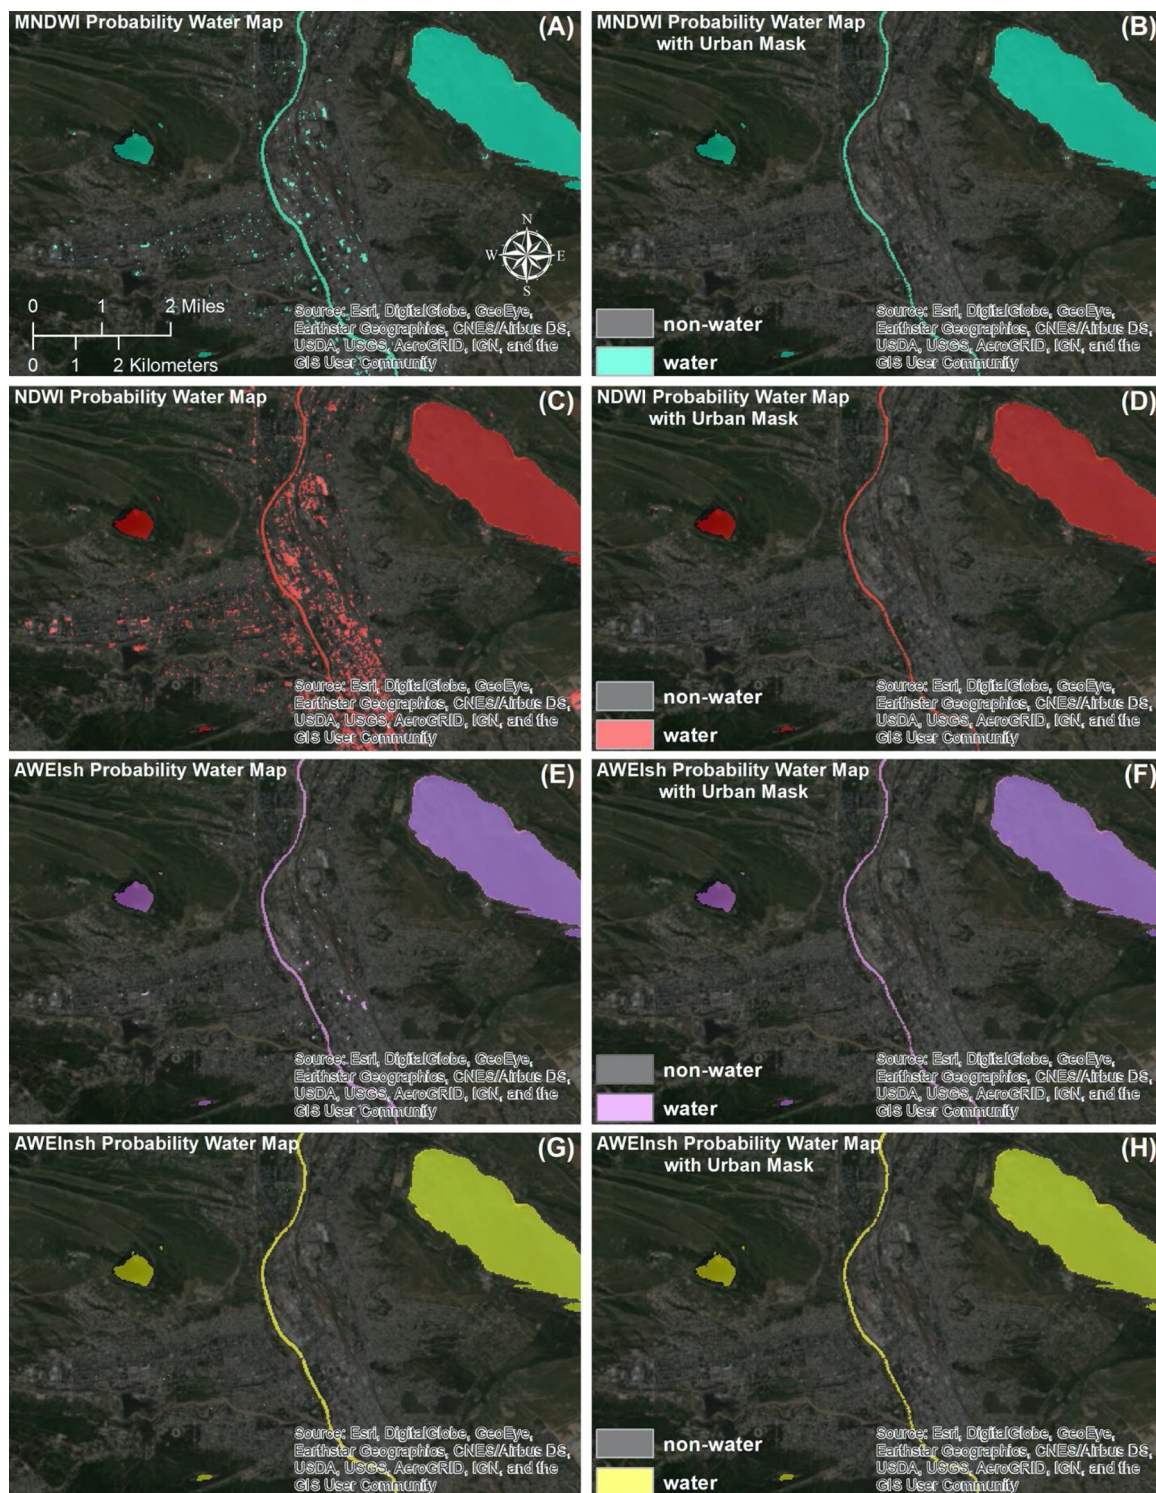 MNDWI Probability Water Map
(A)
N
W
E
S
0 1 2 Miles
0 1 2 Kilometers
Source: Esri, DigitalGlobe, GeoEye,
Earthstar Geographics, CNES/Airbus DS,
USDA, USGS, AeroGRID, IGN, and the
GIS User Community
MNDWI Probability Water Map
with Urban Mask
(B)
non-water
water
Source: Esri, DigitalGlobe, GeoEye,
Earthstar Geographics, CNES/Airbus DS,
USDA, USGS, AeroGRID, IGN, and the
GIS User Community
NDWI Probability Water Map
(C)
Source: Esri, DigitalGlobe, GeoEye,
Earthstar Geographics, CNES/Airbus DS,
USDA, USGS, AeroGRID, IGN, and the
GIS User Community
NDWI Probability Water Map
with Urban Mask
(D)
non-water
water
Source: Esri, DigitalGlobe, GeoEye,
Earthstar Geographics, CNES/Airbus DS,
USDA, USGS, AeroGRID, IGN, and the
GIS User Community
AWEIsh Probability Water Map
(E)
Source: Esri, DigitalGlobe, GeoEye,
Earthstar Geographics, CNES/Airbus DS,
USDA, USGS, AeroGRID, IGN, and the
GIS User Community
AWEIsh Probability Water Map
with Urban Mask
(F)
non-water
water
Source: Esri, DigitalGlobe, GeoEye,
Earthstar Geographics, CNES/Airbus DS,
USDA, USGS, AeroGRID, IGN, and the
GIS User Community
AWEInsh Probability Water Map
(G)
Source: Esri, DigitalGlobe, GeoEye,
Earthstar Geographics, CNES/Airbus DS,
USDA, USGS, AeroGRID, IGN, and the
GIS User Community
AWEInsh Probability Water Map
with Urban Mask
(H)
non-water
water
Source: Esri, DigitalGlobe, GeoEye,
Earthstar Geographics, CNES/Airbus DS,
USDA, USGS, AeroGRID, IGN, and the
GIS User Community